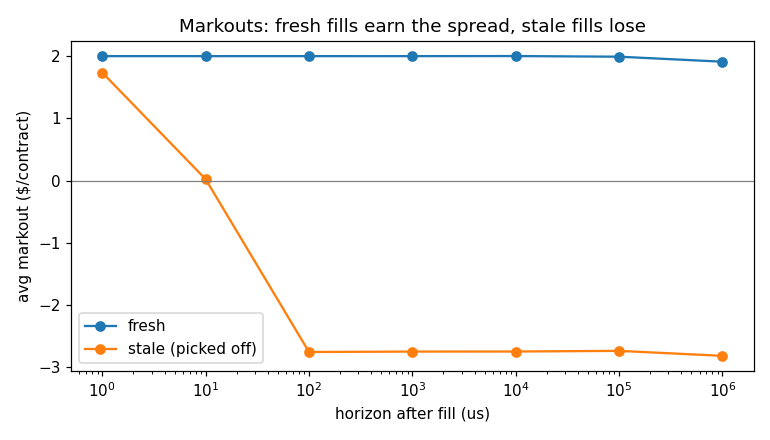 Markouts: fresh fills earn the spread, stale fills lose
avg markout ($/contract)
2
1
0
−1
−2
−3
fresh
stale (picked off)
10⁰
10¹
10²
10³
10⁴
10⁵
10⁶
horizon after fill (us)